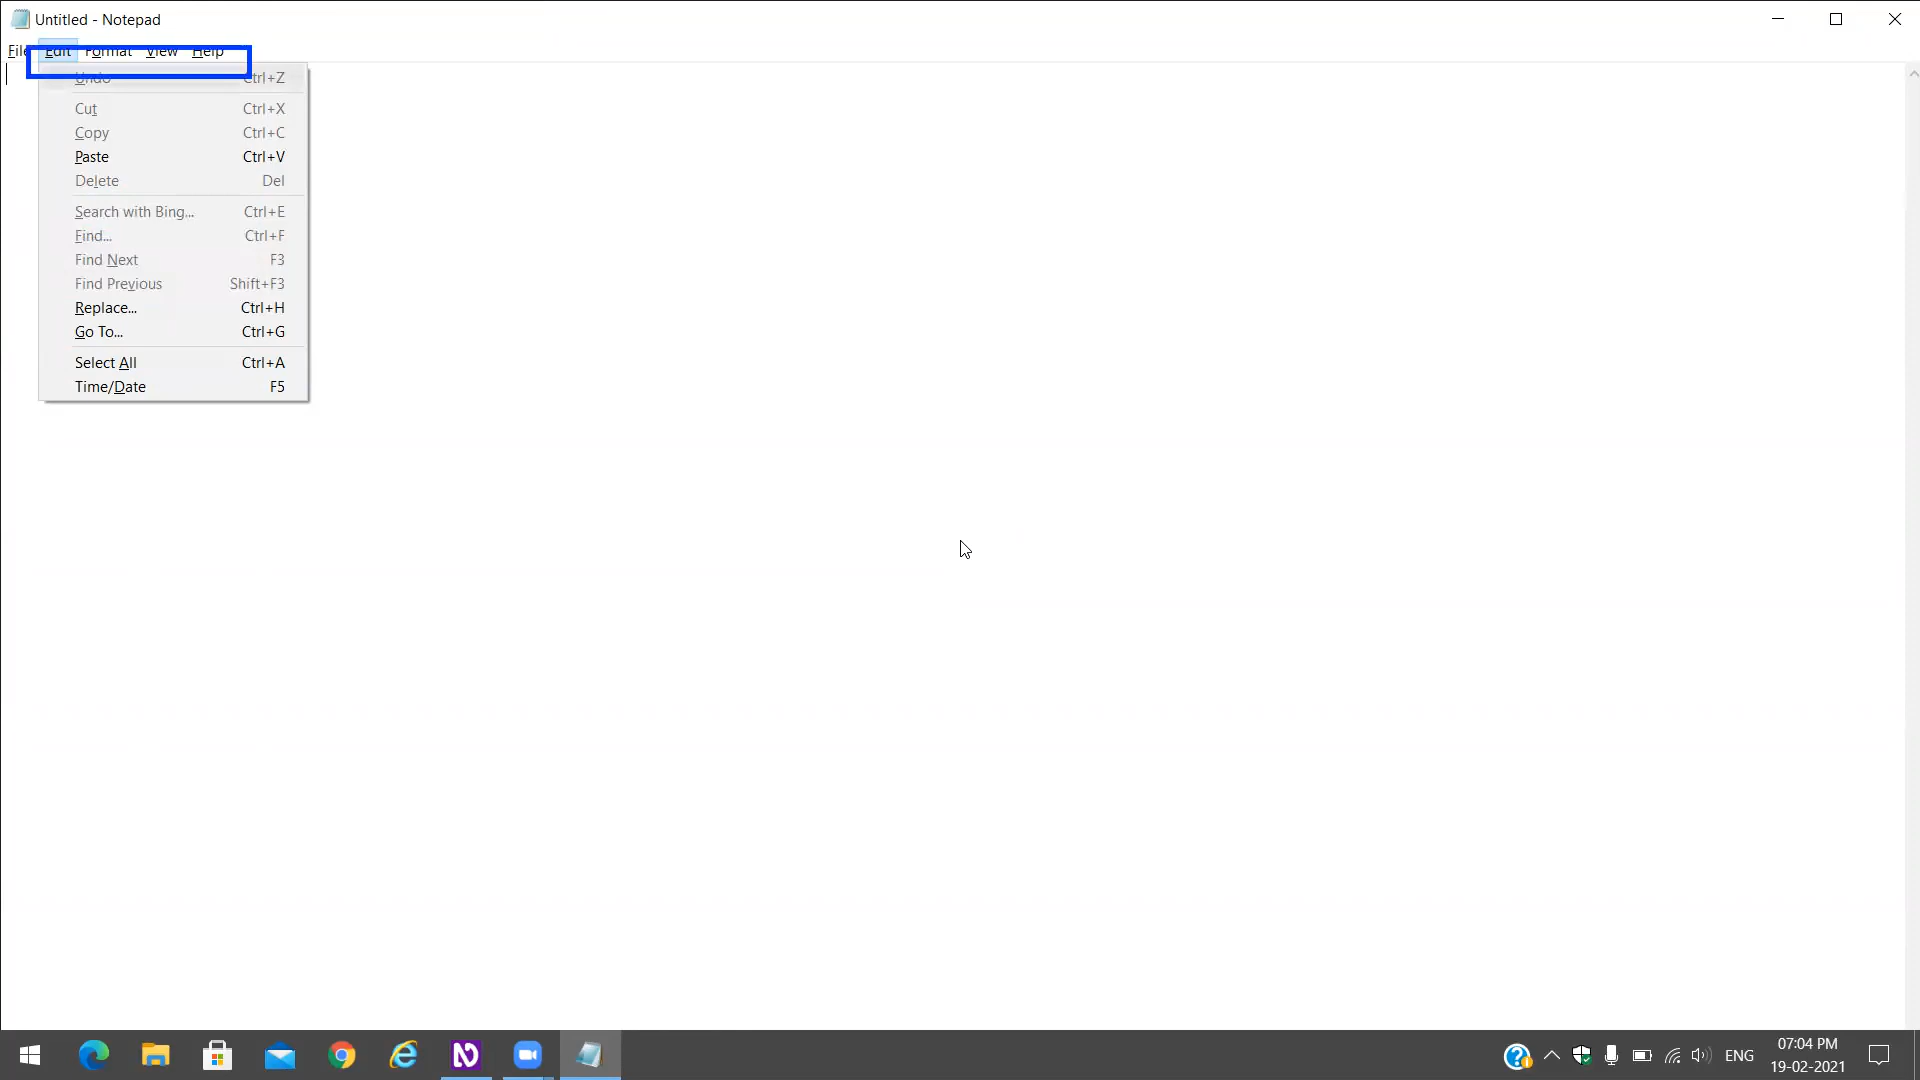 Untitled - Notepad
File Edit Format View Help
Undo Ctrl+Z
Cut Ctrl+X
Copy Ctrl+C
Paste Ctrl+V
Delete Del
Search with Bing... Ctrl+E
Find... Ctrl+F
Find Next F3
Find Previous Shift+F3
Replace... Ctrl+H
Go To... Ctrl+G
Select All Ctrl+A
Time/Date F5
ENG
07:04 PM
19-02-2021